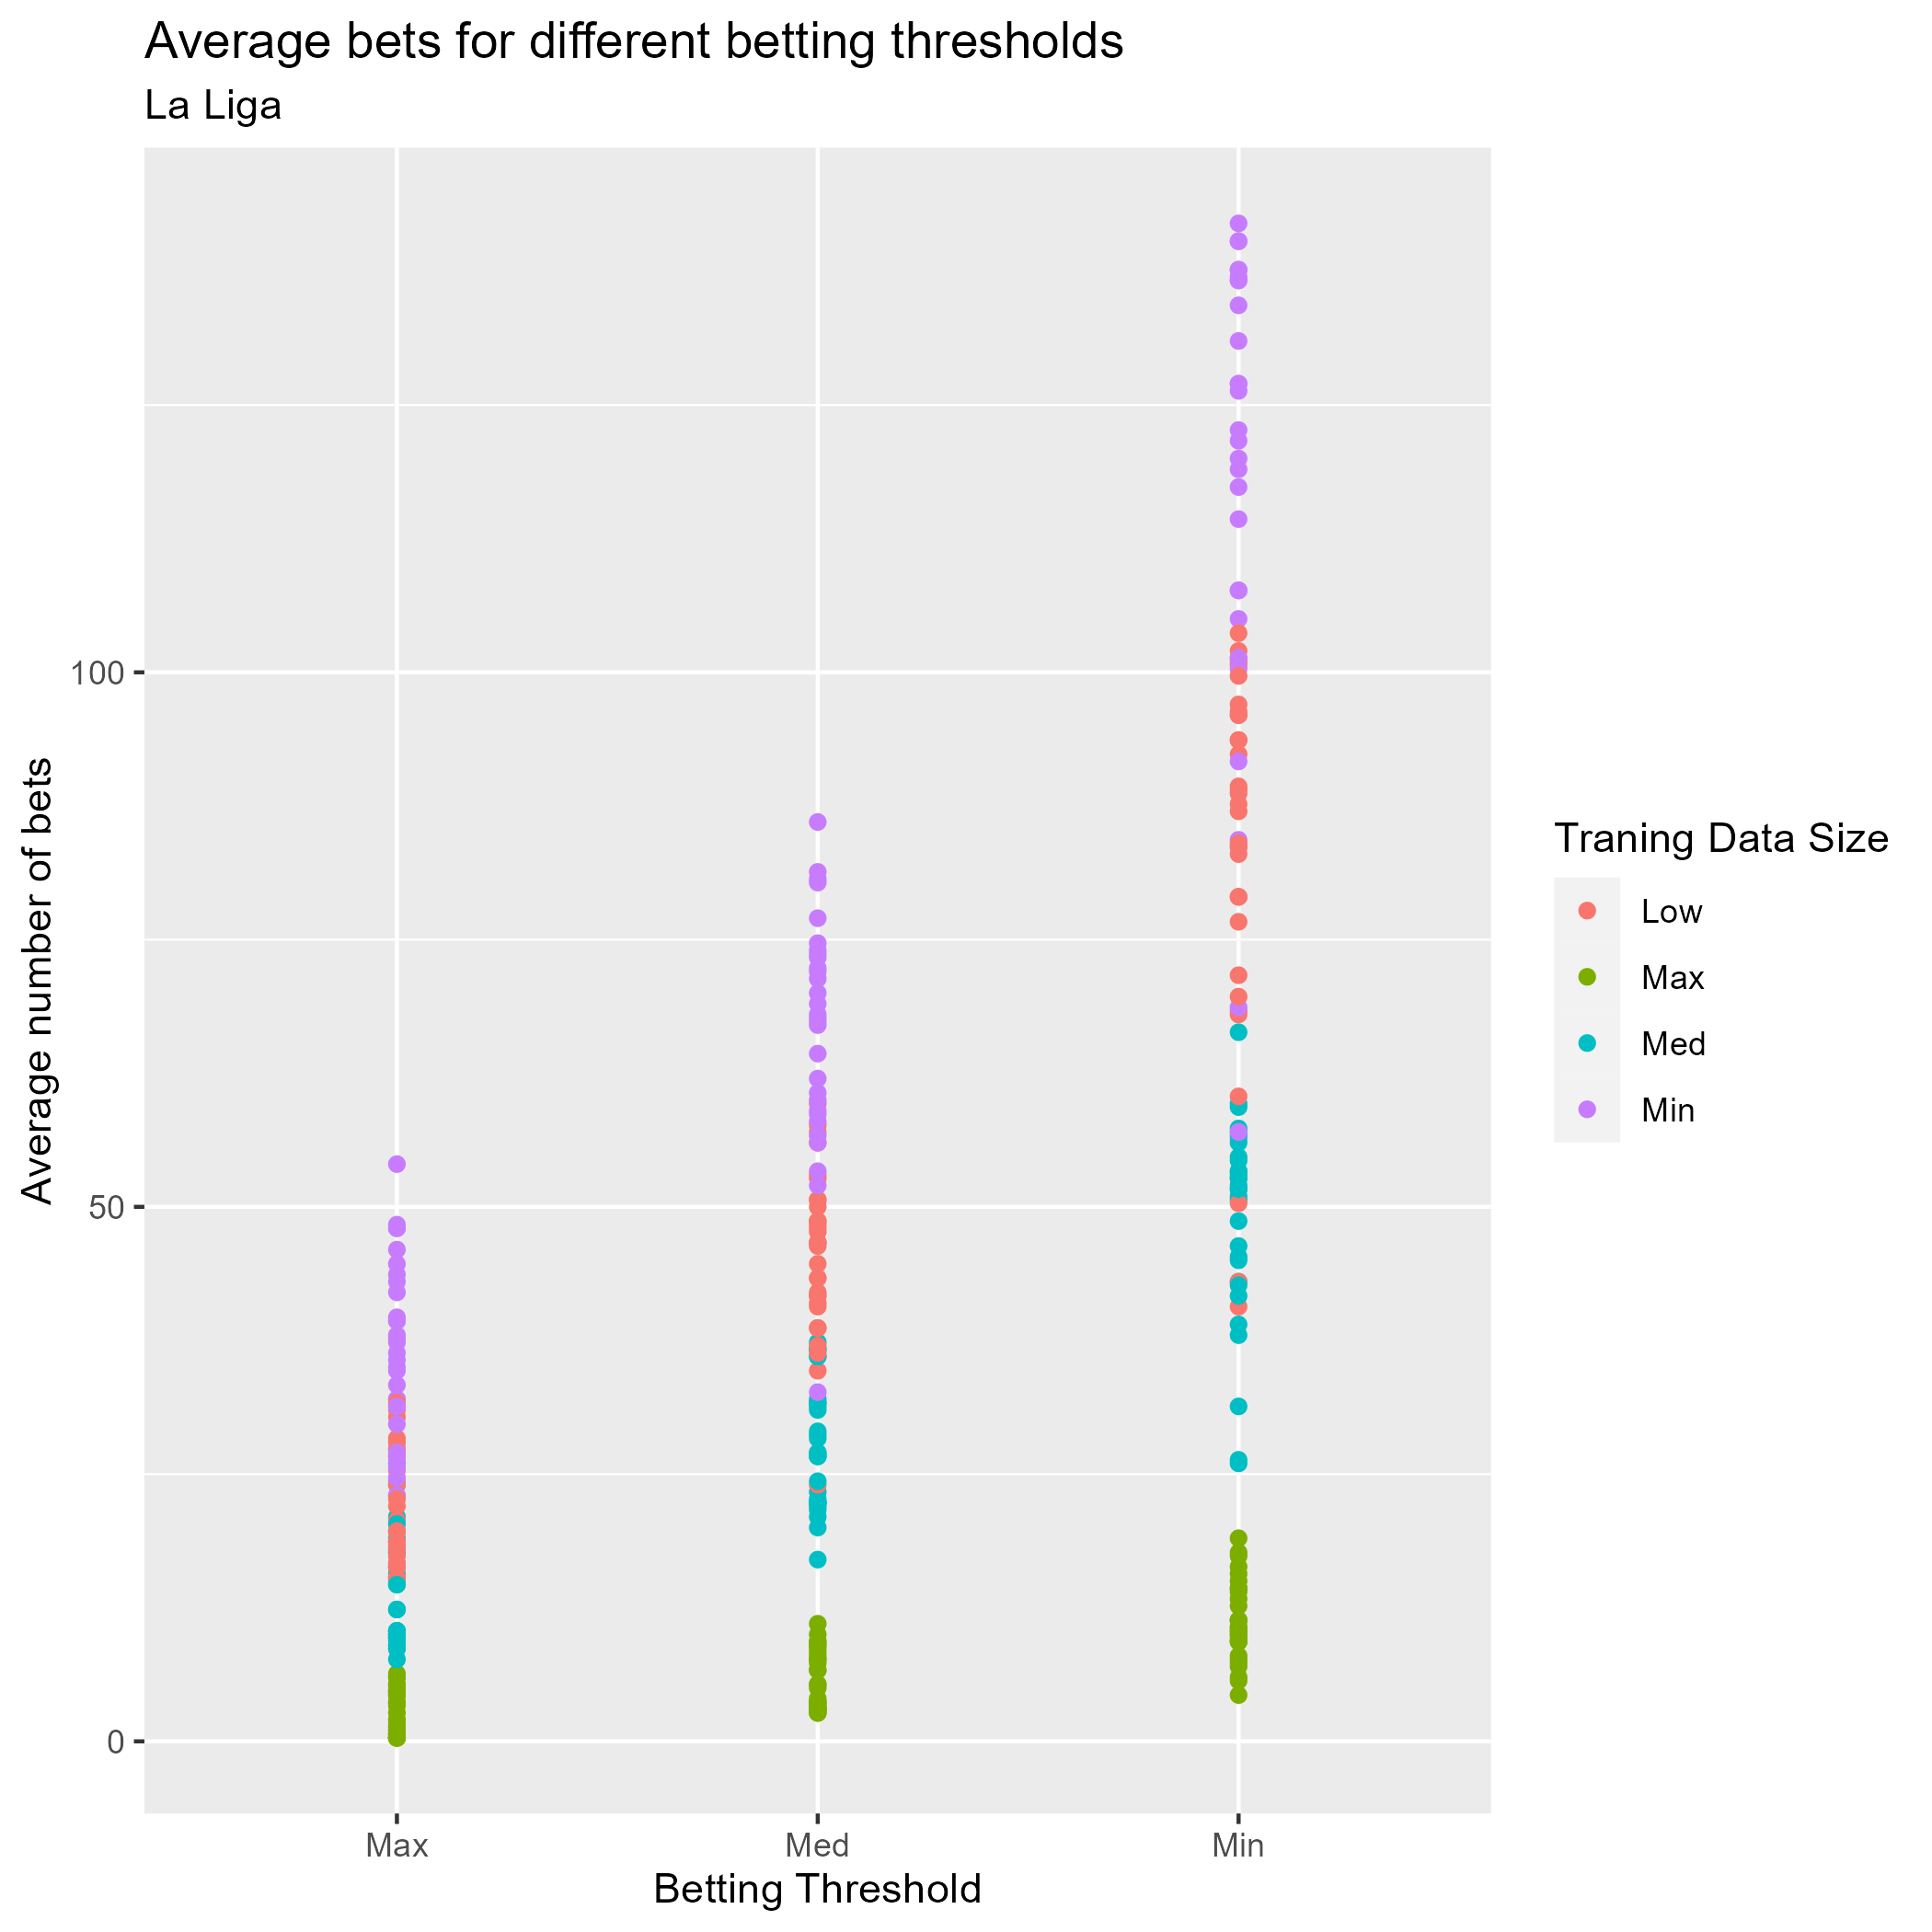 Average bets for different betting thresholds
La Liga
Average number of bets
100
50
0
Max
Med
Min
Betting Threshold
Traning Data Size
Low
Max
Med
Min